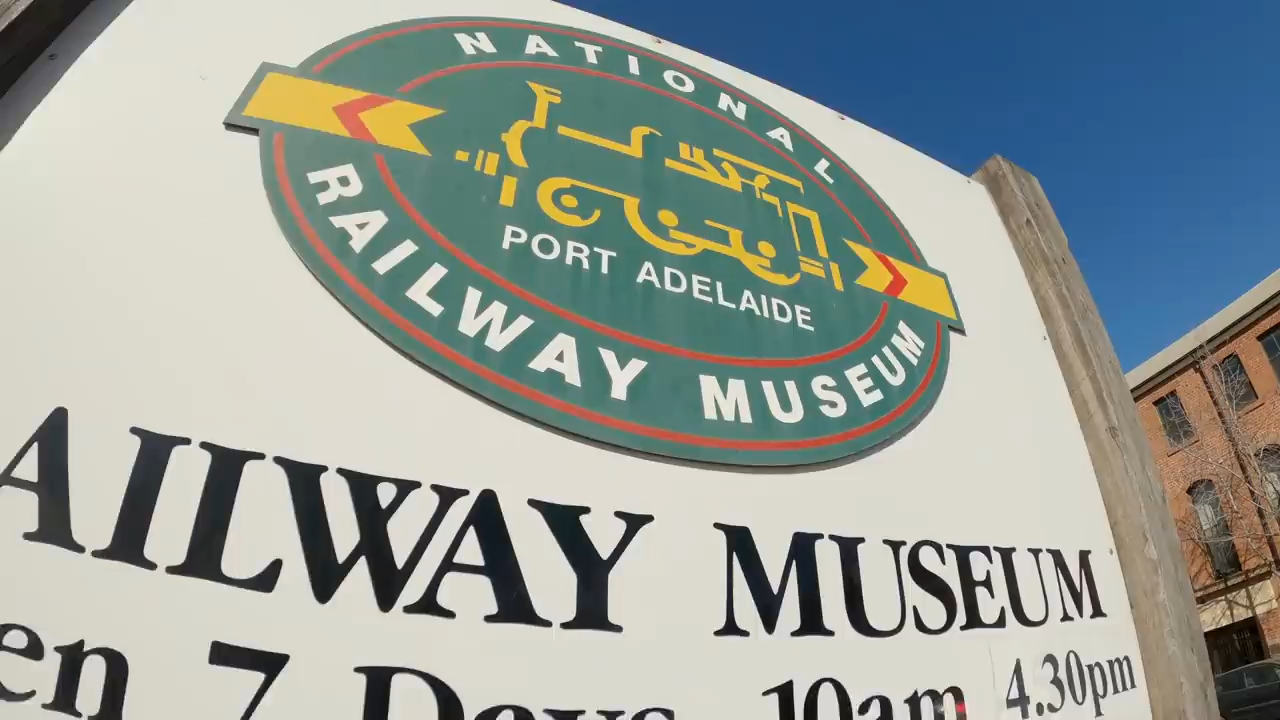 NATIONAL
PORT ADELAIDE
RAILWAY MUSEUM
AILWAY MUSEUM
en 7 Days 10am 4.30pm